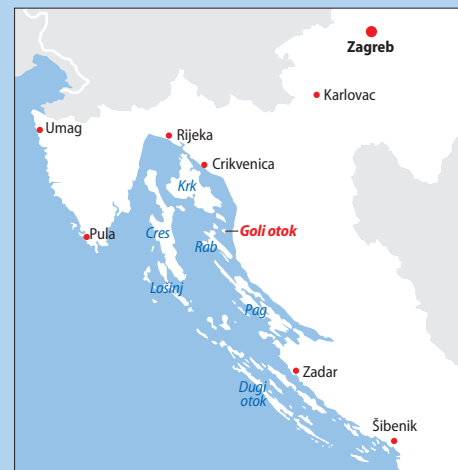 Zagreb
Karlovac
Umag
Rijeka
Crikvenica
Krk
Pula
Cres
Goli otok
Rab
Lošinj
Pag
Zadar
Dugi
otok
Šibenik